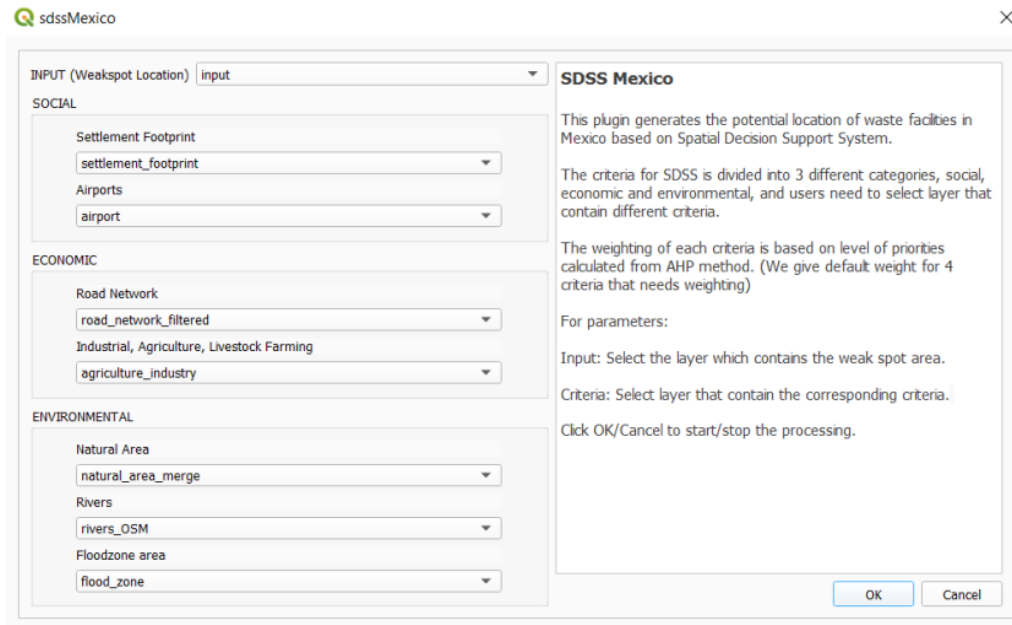 sdssMexico
INPUT (Weakspot Location) input
SOCIAL
Settlement Footprint
settlement_footprint
Airports
airport
ECONOMIC
Road Network
road_network_filtered
Industrial, Agriculture, Livestock Farming
agriculture_industry
ENVIRONMENTAL
Natural Area
natural_area_merge
Rivers
rivers_OSM
Floodzone area
flood_zone
SDSS Mexico
This plugin generates the potential location of waste facilities in
Mexico based on Spatial Decision Support System.
The criteria for SDSS is divided into 3 different categories, social,
economic and environmental, and users need to select layer that
contain different criteria.
The weighting of each criteria is based on level of priorities
calculated from AHP method. (We give default weight for 4
criteria that needs weighting)
For parameters:
Input: Select the layer which contains the weak spot area.
Criteria: Select layer that contain the corresponding criteria.
Click OK/Cancel to start/stop the processing.
OK
Cancel